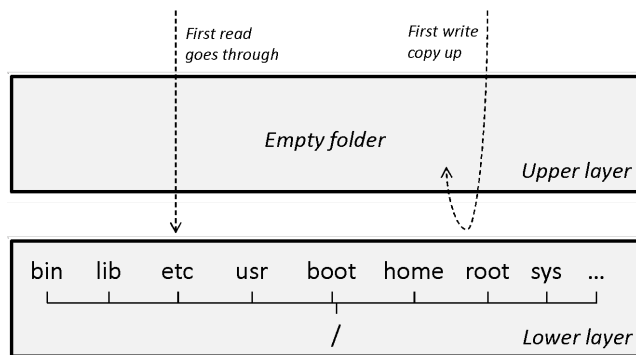 First read
goes through
First write
copy up
Empty folder
Upper layer
bin lib etc usr boot home root sys ...
/
Lower layer